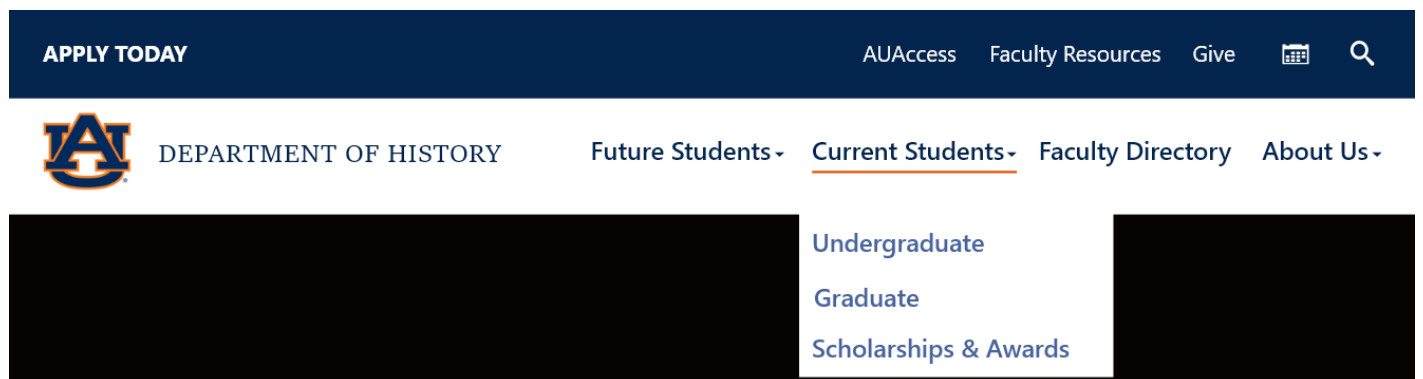 APPLY TODAY AUAccess Faculty Resources Give
AU DEPARTMENT OF HISTORY Future Students Current Students Faculty Directory About Us
Undergraduate
Graduate
Scholarships & Awards